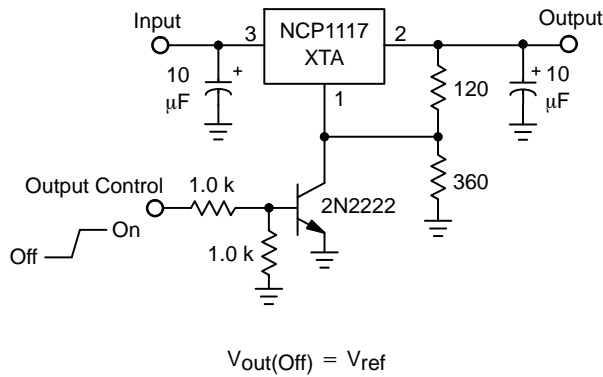 Input
Output
3
NCP1117
XTA
2
10
µF
+
1
120
+
10
µF
360
Output Control
1.0 k
2N2222
On
Off
1.0 k
Vout(Off) = Vref